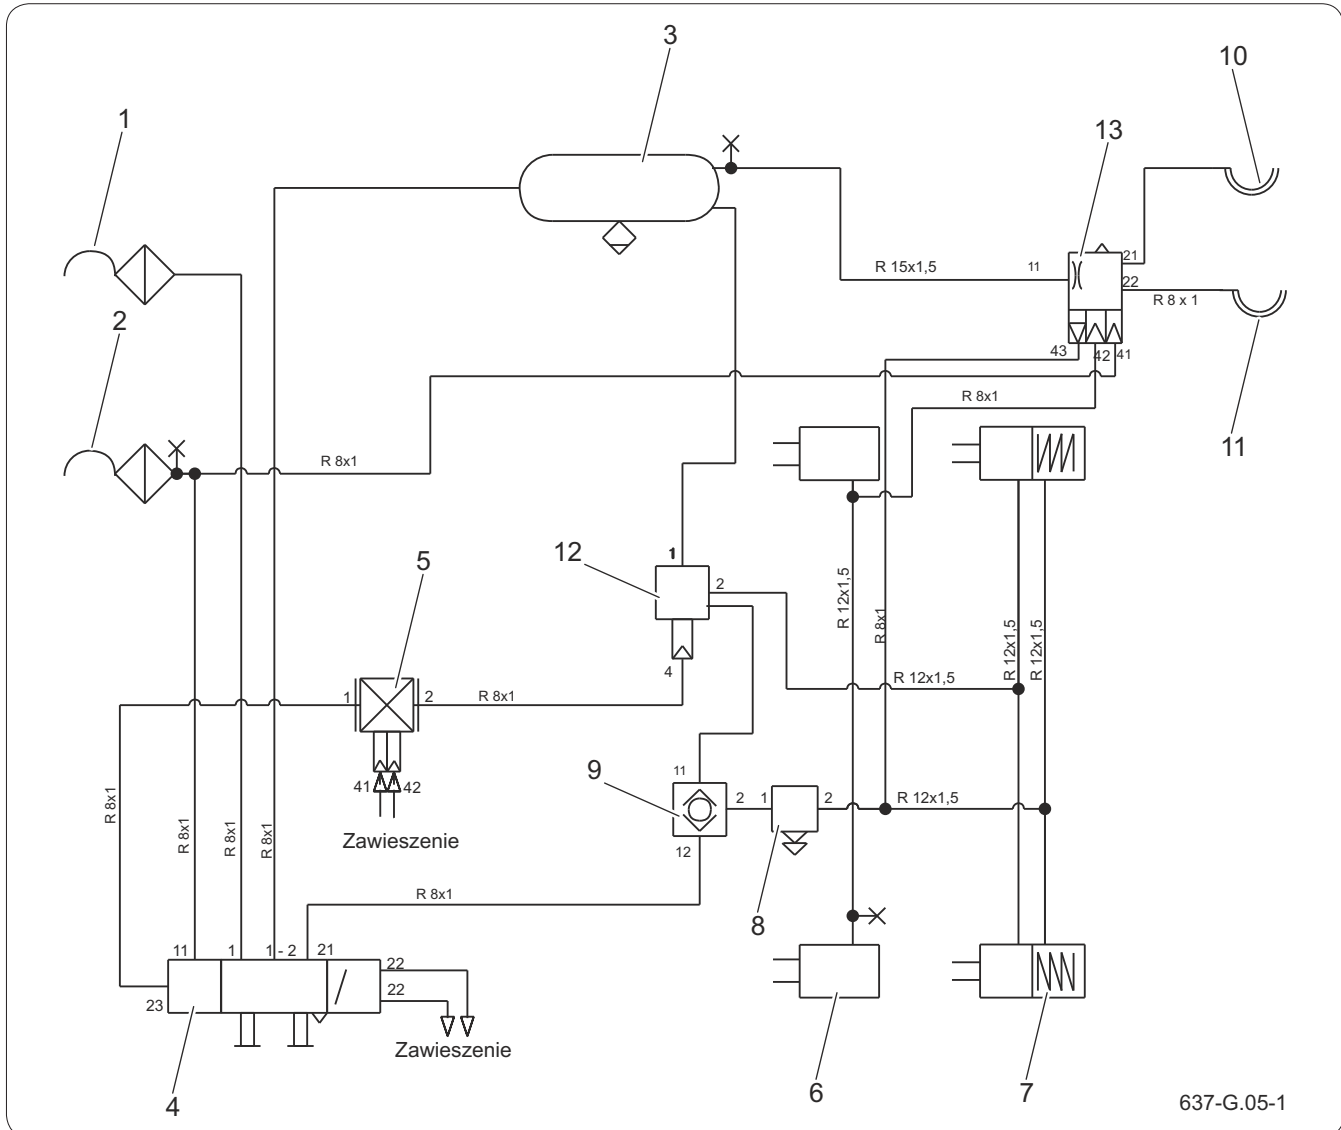 3
10
1
13
21
R 15x1,5
11
22
R 8 x 1
2
43
42
41
R 8x1
11
R 8x1
12
1
2
5
R 12x1,5
R 8x1
4
R 12x1,5
R 12x1,5
R 12x1,5
1
2
R 8x1
9
11
41
42
2
1
2
R 12x1,5
R 8x1
R 8x1
R 8x1
R 8x1
Zawieszenie
12
R 8x1
8
11
1
1 - 2
21
22
22
23
Zawieszenie
4
6
7
637-G.05-1